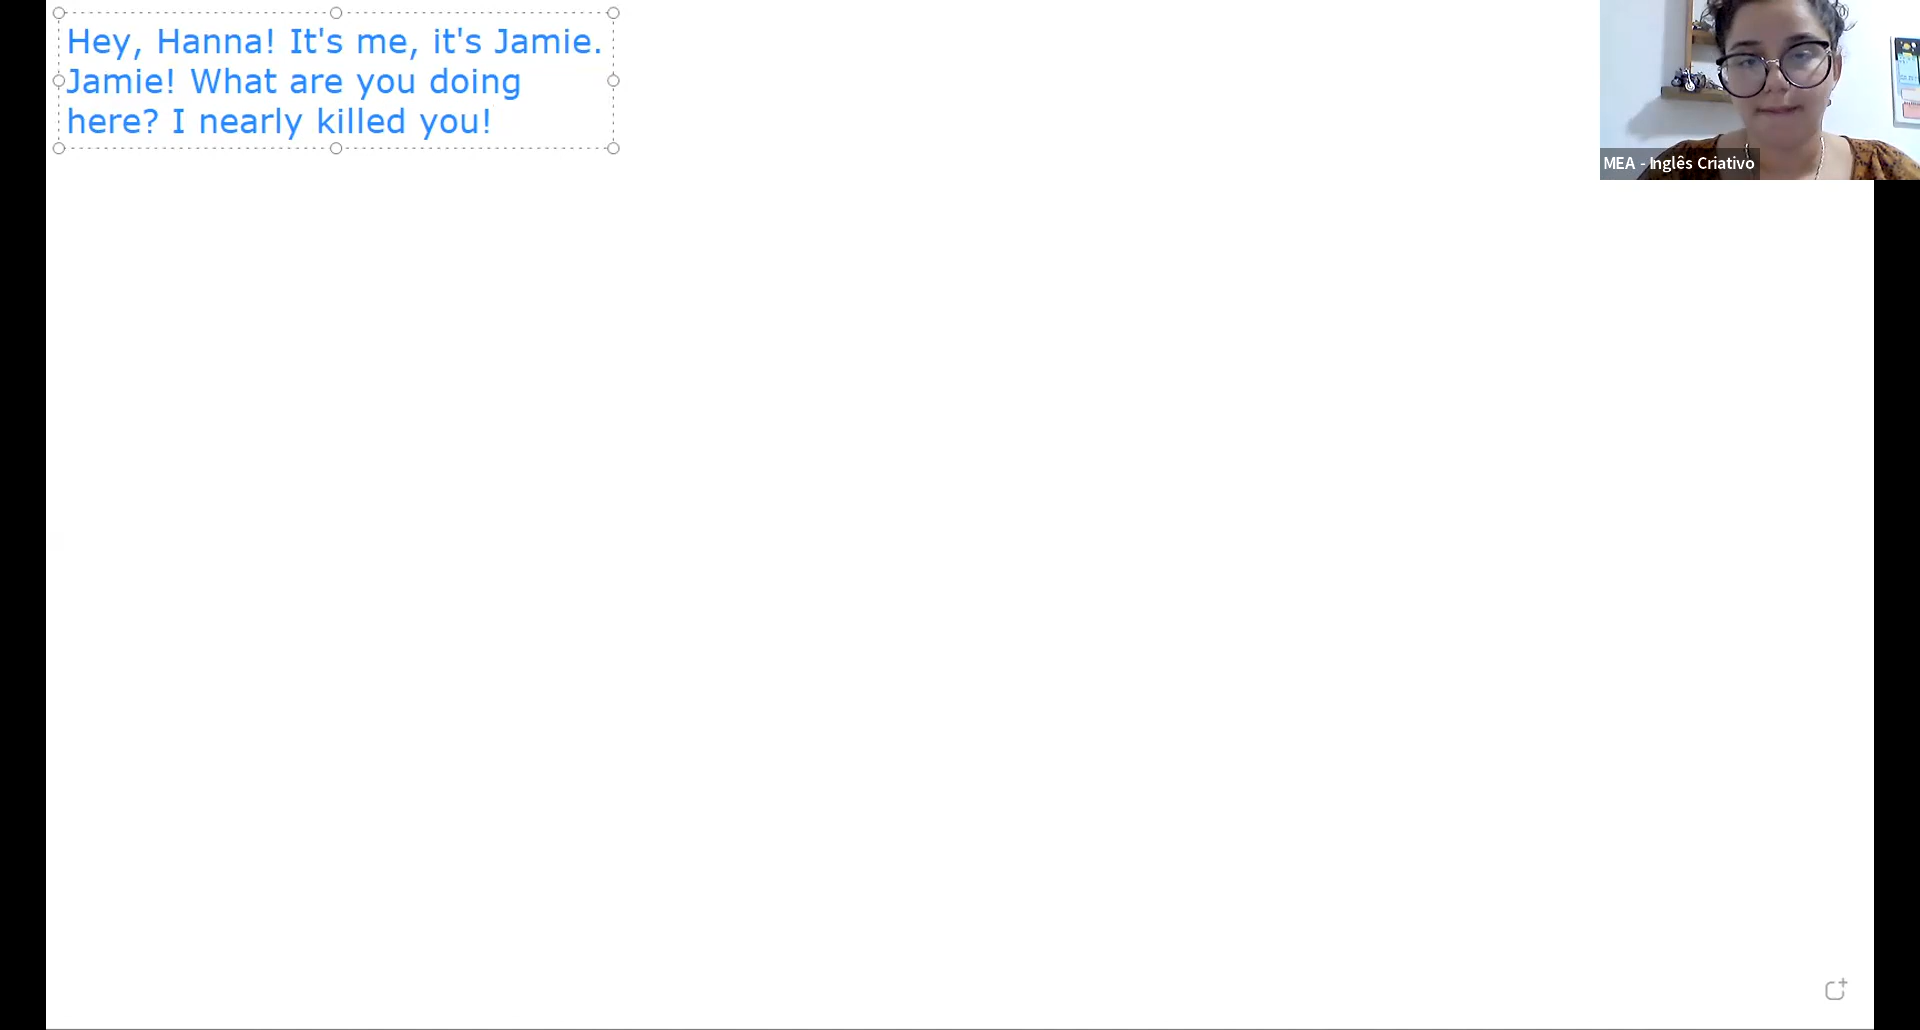 Hey, Hanna! It's me, it's Jamie.
Jamie! What are you doing
here? I nearly killed you!
MEA - Inglês Criativo